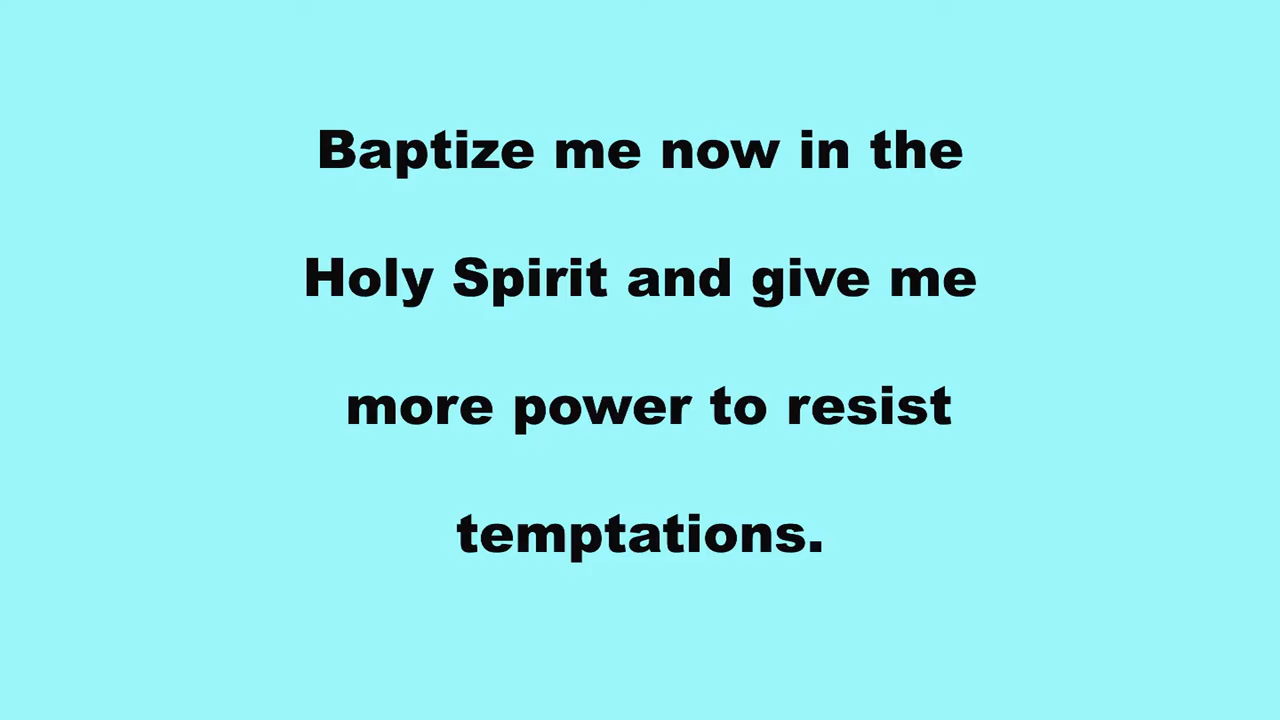 Baptize me now in the
Holy Spirit and give me
more power to resist
temptations.